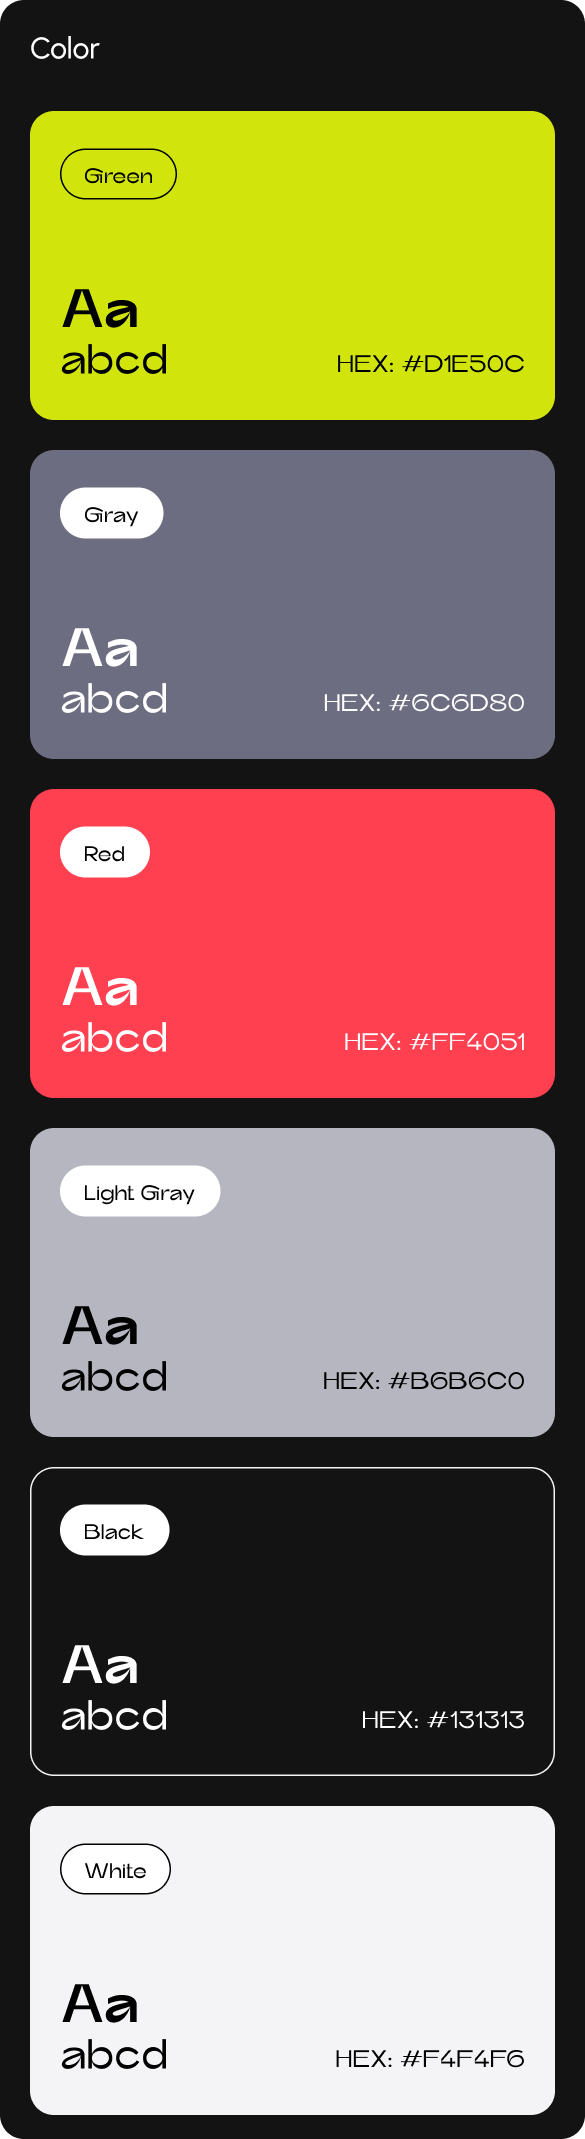 Color
Green
Aa
abcd
HEX: #D1E50C
Gray
Aa
abcd
HEX: #6C6D80
Red
Aa
abcd
HEX: #FF4051
Light Gray
Aa
abcd
HEX: #B6B6C0
Black
Aa
abcd
HEX: #131313
White
Aa
abcd
HEX: #F4F4F6